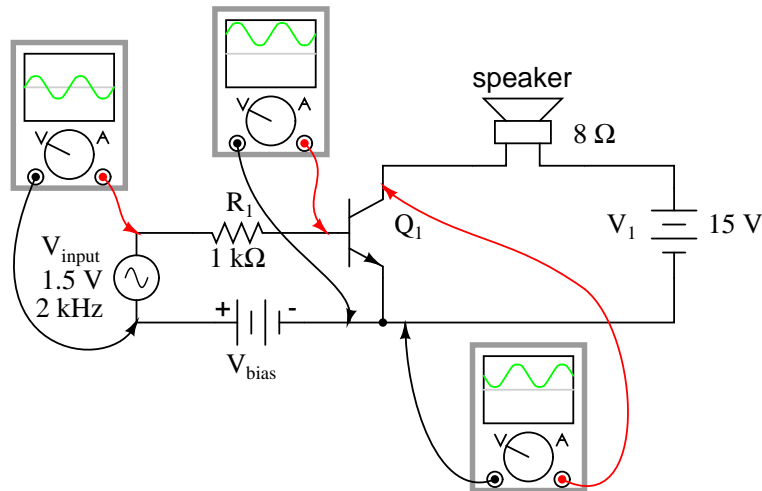 V A
V A
speaker
8 Ω
R1
1 kΩ
Vinput
1.5 V
2 kHz
Q1
V1 15 V
+ -
Vbias
V A